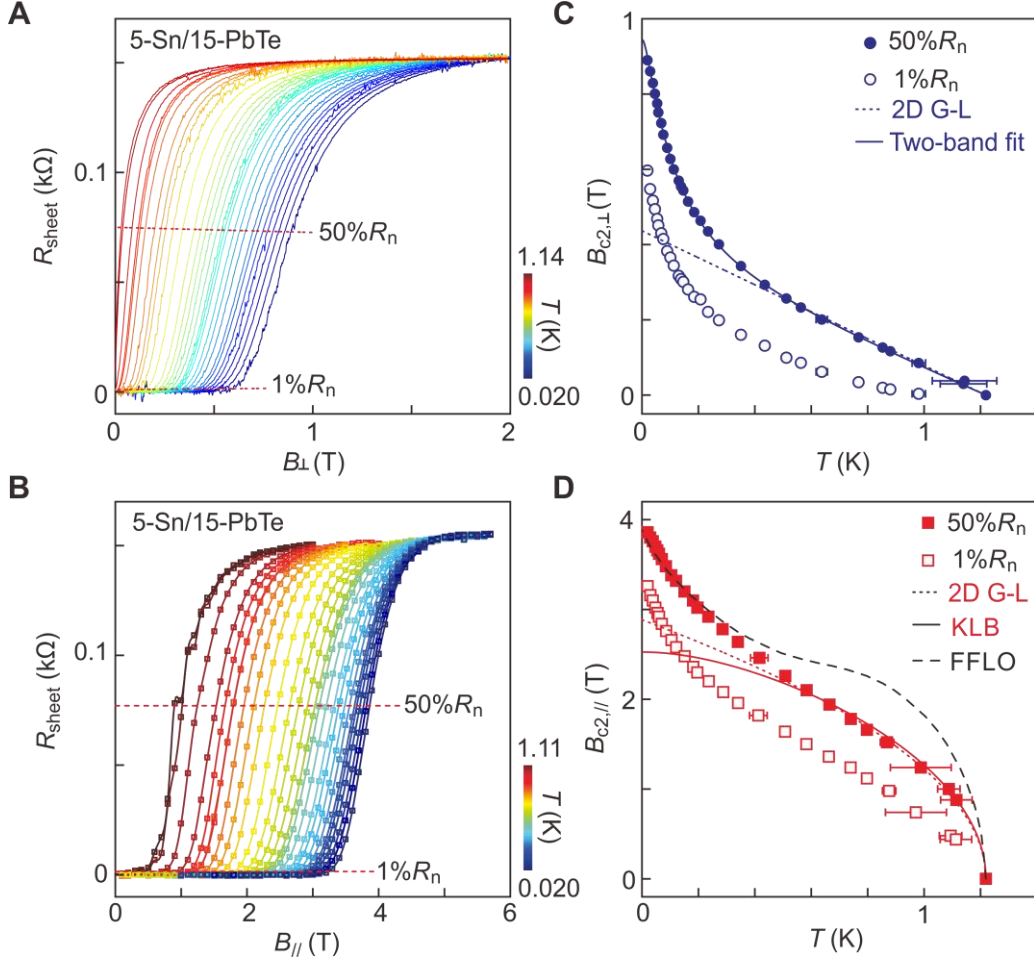 A
5-Sn/15-PbTe
R_sheet (kΩ)
0.1
0
50%R_n
1%R_n
1.14
T (K)
0.020
0 1 2
B⊥ (T)
B
5-Sn/15-PbTe
R_sheet (kΩ)
0.1
0
50%R_n
1%R_n
1.11
T (K)
0.020
0 2 4 6
B// (T)
C
1
B_c2,⊥ (T)
0
50%R_n
1%R_n
2D G-L
Two-band fit
0 1
T (K)
D
4
2
0
B_c2,// (T)
50%R_n
1%R_n
2D G-L
KLB
FFLO
0 1
T (K)